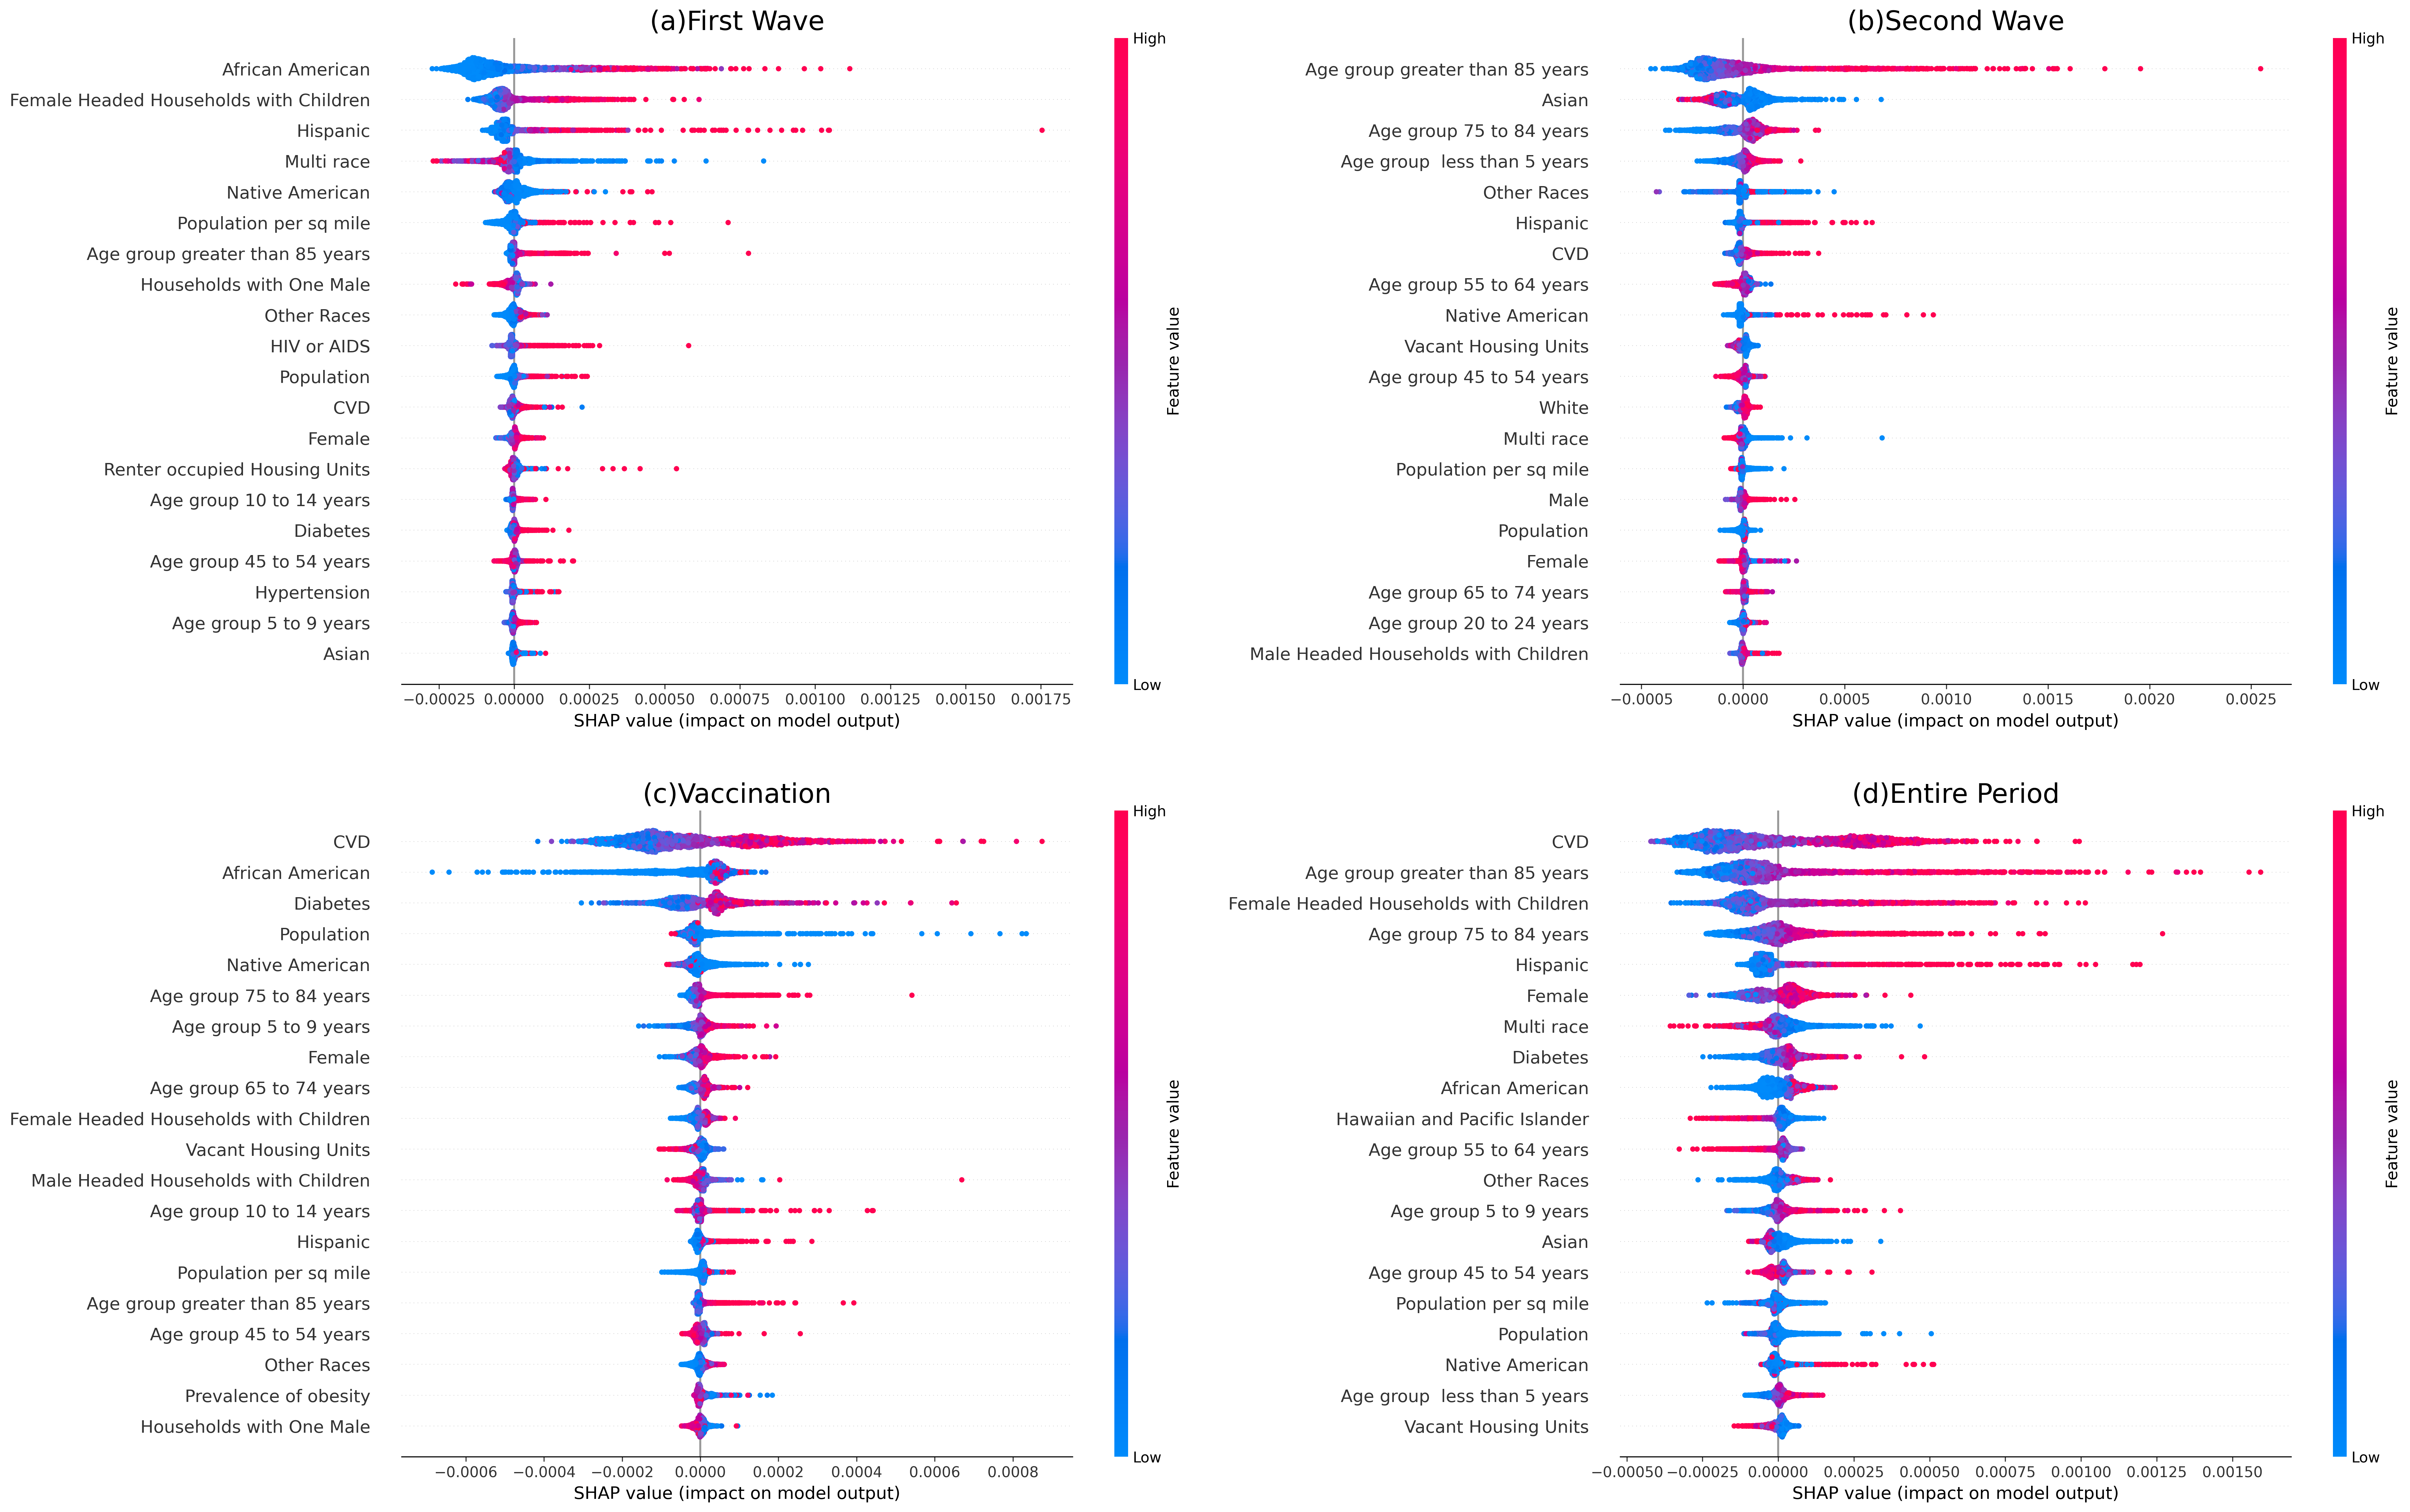 (a)First Wave
African American
Female Headed Households with Children
Hispanic
Multi race
Native American
Population per sq mile
Age group greater than 85 years
Households with One Male
Other Races
HIV or AIDS
Population
CVD
Female
Renter occupied Housing Units
Age group 10 to 14 years
Diabetes
Age group 45 to 54 years
Hypertension
Age group 5 to 9 years
Asian
−0.00025 0.00000 0.00025 0.00050 0.00075 0.00100 0.00125 0.00150 0.00175
SHAP value (impact on model output)
High
Feature value
Low
(b)Second Wave
Age group greater than 85 years
Asian
Age group 75 to 84 years
Age group  less than 5 years
Other Races
Hispanic
CVD
Age group 55 to 64 years
Native American
Vacant Housing Units
Age group 45 to 54 years
White
Multi race
Population per sq mile
Male
Population
Female
Age group 65 to 74 years
Age group 20 to 24 years
Male Headed Households with Children
−0.0005 0.0000 0.0005 0.0010 0.0015 0.0020 0.0025
SHAP value (impact on model output)
High
Feature value
Low
(c)Vaccination
CVD
African American
Diabetes
Population
Native American
Age group 75 to 84 years
Age group 5 to 9 years
Female
Age group 65 to 74 years
Female Headed Households with Children
Vacant Housing Units
Male Headed Households with Children
Age group 10 to 14 years
Hispanic
Population per sq mile
Age group greater than 85 years
Age group 45 to 54 years
Other Races
Prevalence of obesity
Households with One Male
−0.0006 −0.0004 −0.0002 0.0000 0.0002 0.0004 0.0006 0.0008
SHAP value (impact on model output)
High
Feature value
Low
(d)Entire Period
CVD
Age group greater than 85 years
Female Headed Households with Children
Age group 75 to 84 years
Hispanic
Female
Multi race
Diabetes
African American
Hawaiian and Pacific Islander
Age group 55 to 64 years
Other Races
Age group 5 to 9 years
Asian
Age group 45 to 54 years
Population per sq mile
Population
Native American
Age group  less than 5 years
Vacant Housing Units
−0.00050 −0.00025 0.00000 0.00025 0.00050 0.00075 0.00100 0.00125 0.00150
SHAP value (impact on model output)
High
Feature value
Low